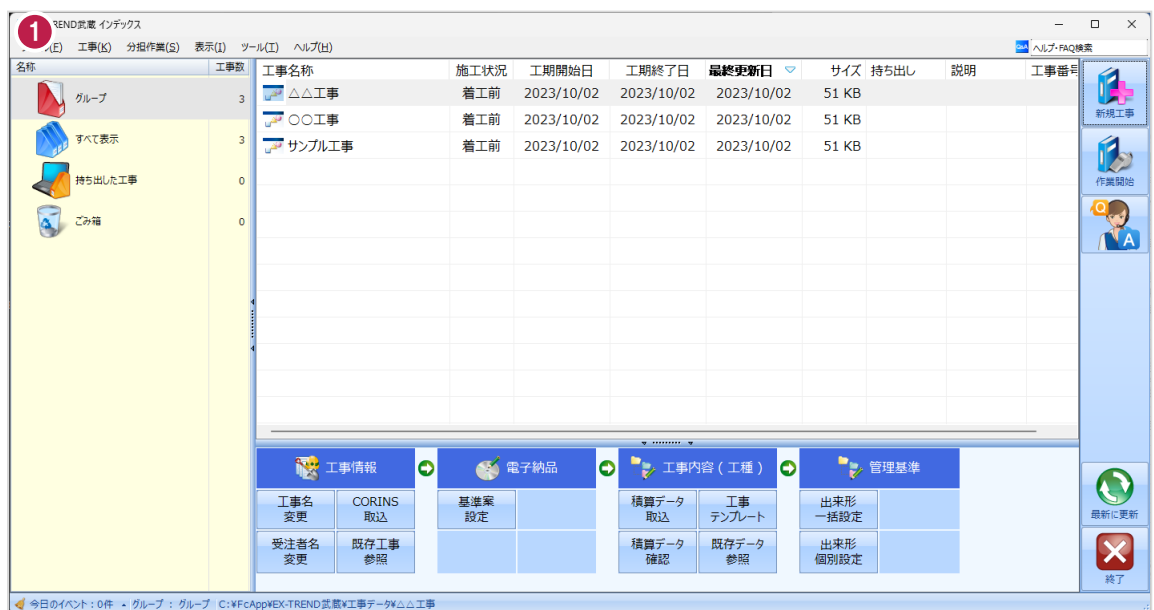 1
REND武蔵 インデックス
(F) 工事(K) 分担作業(S) 表示(I) ツール(T) ヘルプ(H)
Q&A ヘルプ・FAQ検索
名称 工事数
グループ 3
すべて表示 3
持ち出した工事 0
ごみ箱 0
工事名称 施工状況 工期開始日 工期終了日 最終更新日 サイズ 持ち出し 説明 工事番号
△△工事 着工前 2023/10/02 2023/10/02 2023/10/02 51 KB
○○工事 着工前 2023/10/02 2023/10/02 2023/10/02 51 KB
サンプル工事 着工前 2023/10/02 2023/10/02 2023/10/02 51 KB
新規工事
作業開始
Q
A
工事情報 電子納品 工事内容 ( 工種 ) 管理基準
工事名
変更
CORINS
取込
基準案
設定
積算データ
取込
工事
テンプレート
出来形
一括設定
受注者名
変更
既存工事
参照
積算データ
確認
既存データ
参照
出来形
個別設定
最新に更新
終了
今日のイベント : 0件 グループ : グループ C:¥FcApp¥EX-TREND武蔵¥工事データ¥△△工事